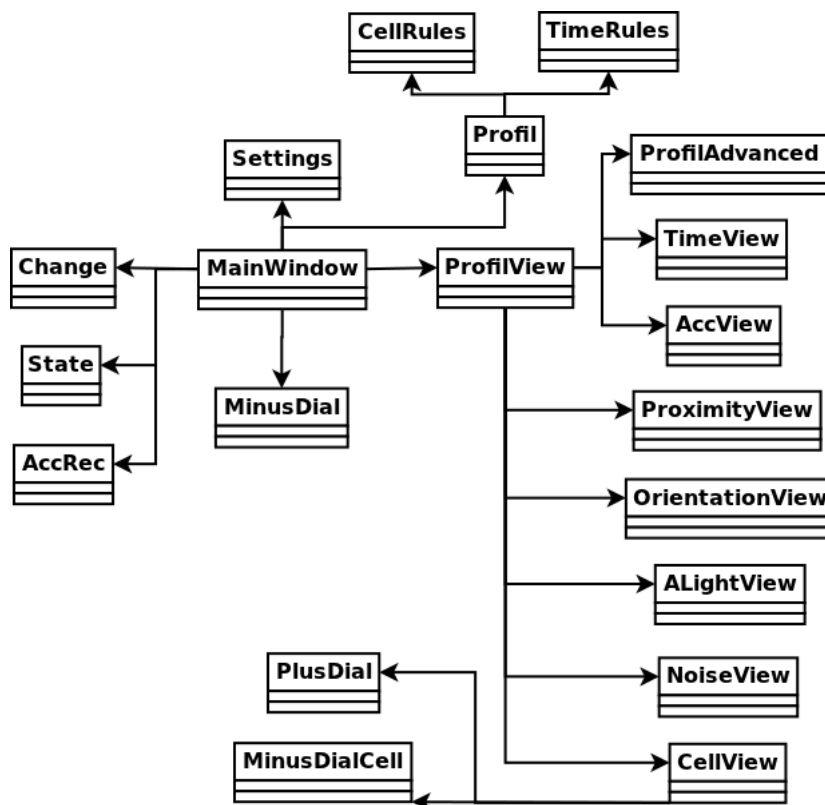 CellRules
TimeRules
Profil
Settings
ProfilAdvanced
TimeView
Change
MainWindow
ProfilView
AccView
State
MinusDial
ProximityView
AccRec
OrientationView
ALightView
PlusDial
NoiseView
MinusDialCell
CellView